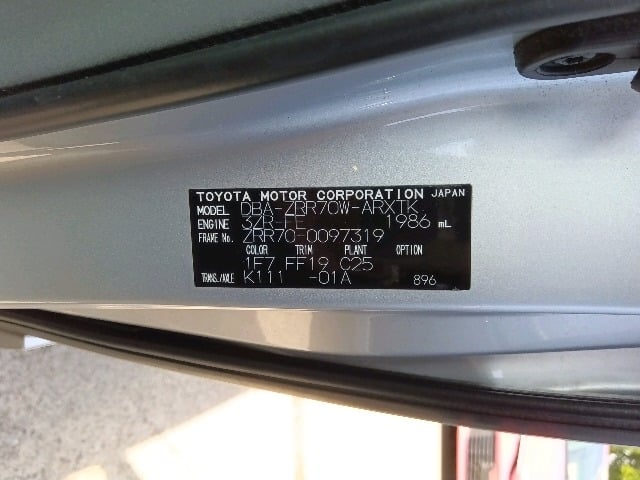 TOYOTA MOTOR CORPORATION JAPAN
MODEL DBA-ZRR70W-ARXTK
ENGINE 3ZR-FE 1986 mL
FRAME No. ZRR70-0097319
COLOR TRIM PLANT OPTION
1F7 FF19 C25
TRANS./AXLE K111 -01A 896